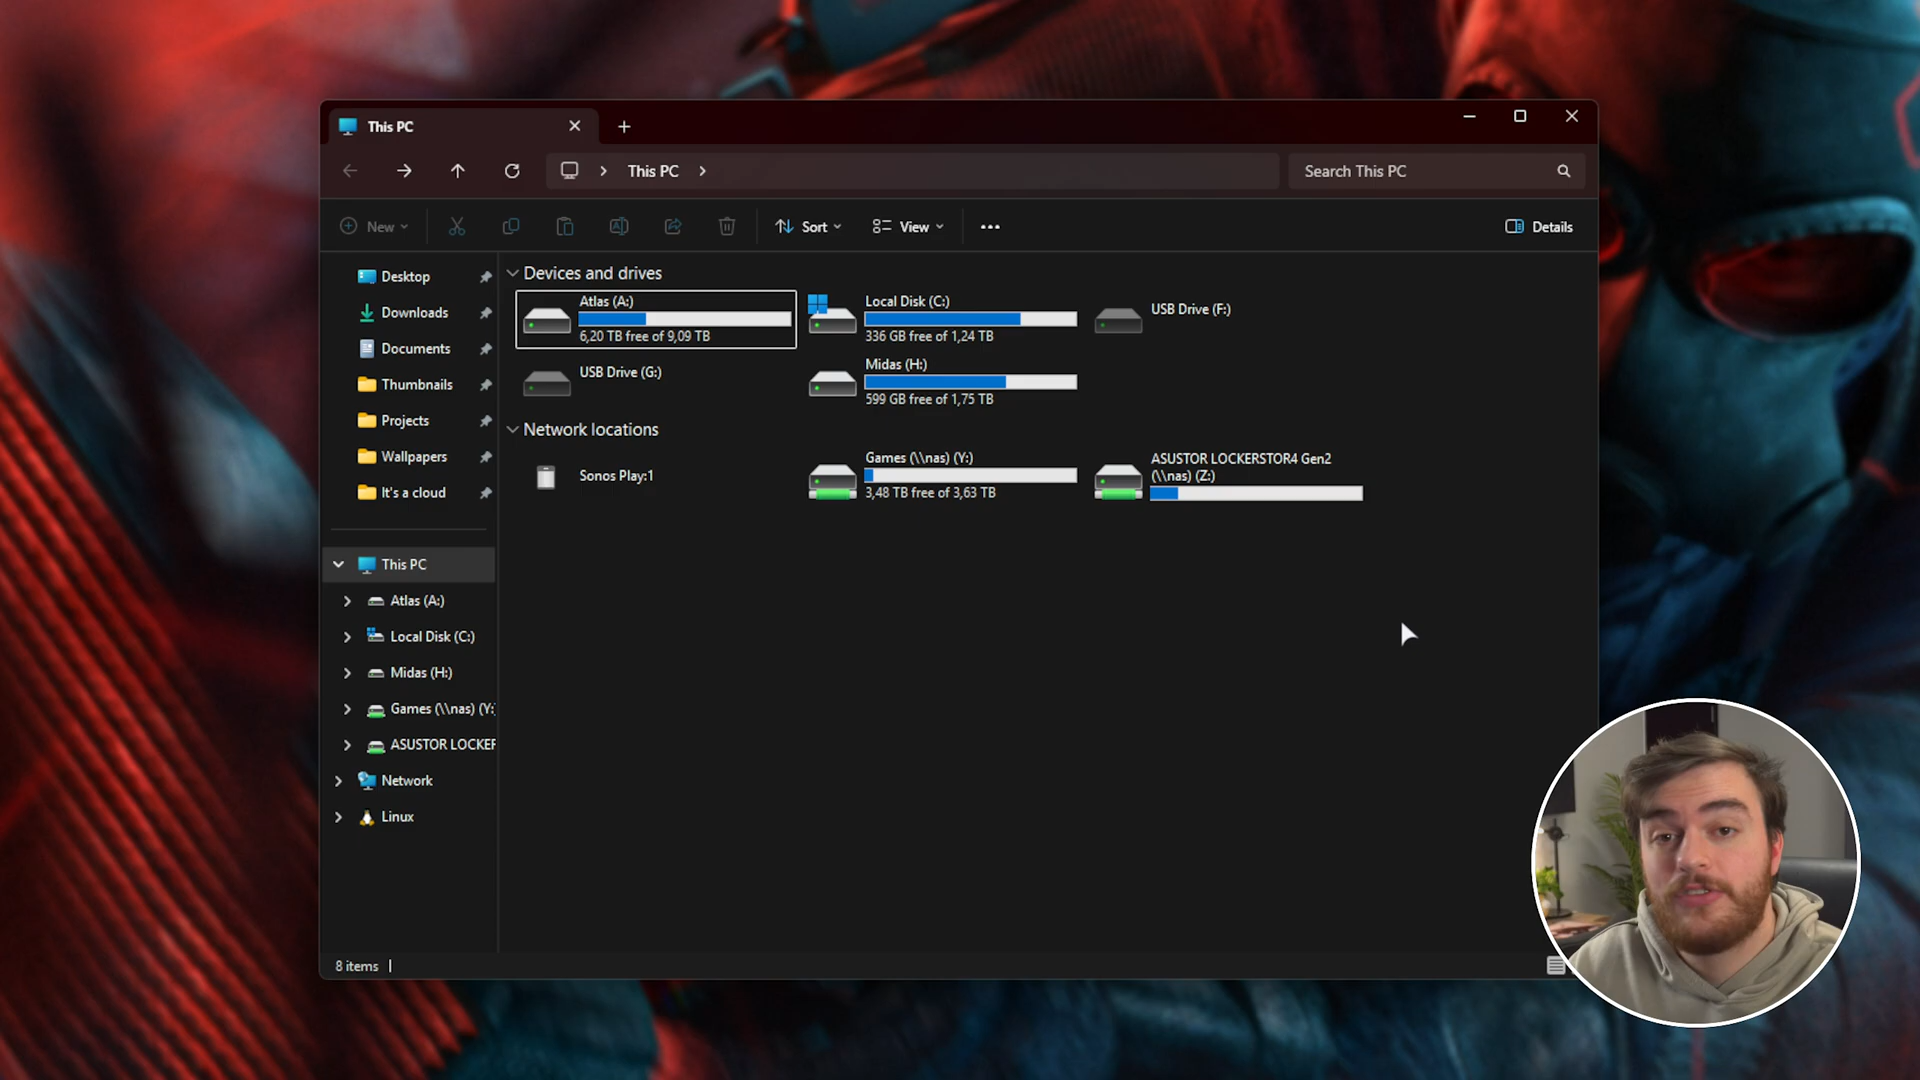 This PC
This PC
Search This PC
New
Sort
View
Details
Desktop
Downloads
Documents
Thumbnails
Projects
Wallpapers
It's a cloud
This PC
Atlas (A:)
Local Disk (C:)
Midas (H:)
Games (\\nas) (Y:
ASUSTOR LOCKER
Network
Linux
Devices and drives
Atlas (A:)
6,20 TB free of 9,09 TB
Local Disk (C:)
336 GB free of 1,24 TB
USB Drive (F:)
USB Drive (G:)
Midas (H:)
599 GB free of 1,75 TB
Network locations
Sonos Play:1
Games (\\nas) (Y:)
3,48 TB free of 3,63 TB
ASUSTOR LOCKERSTOR4 Gen2
(\\nas) (Z:)
8 items